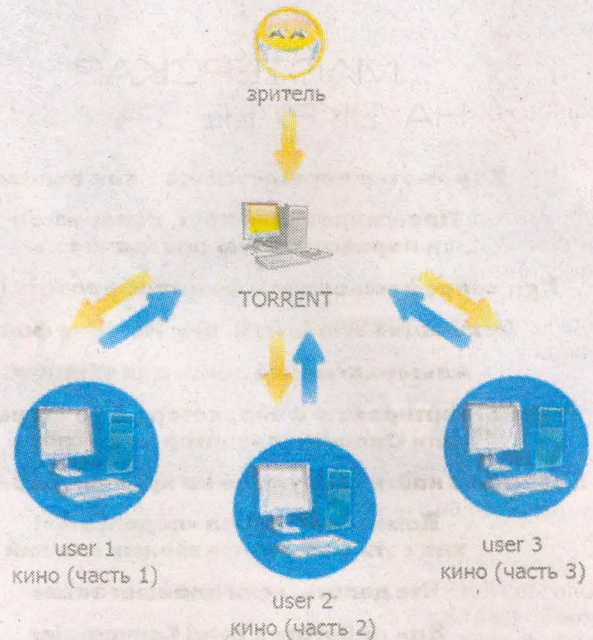 зритель
TORRENT
user 1
кино (часть 1)
user 2
кино (часть 2)
user 3
кино (часть 3)